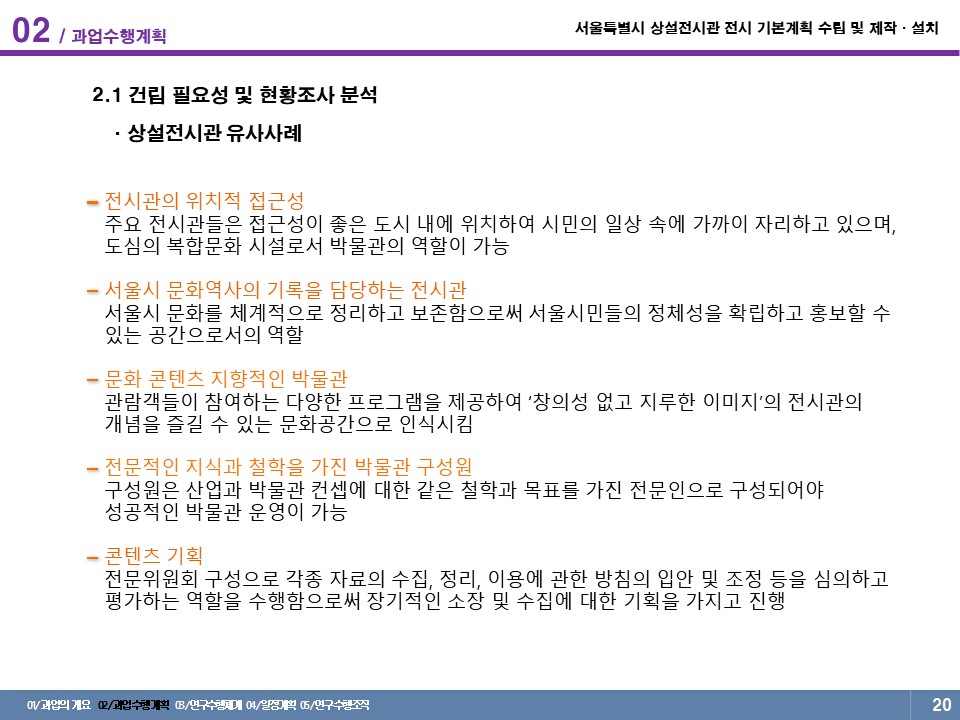 02 / 과업수행계획
서울특별시 상설전시관 전시 기본계획 수립 및 제작 · 설치
2.1 건립 필요성 및 현황조사 분석
· 상설전시관 유사사례
– 전시관의 위치적 접근성
주요 전시관들은 접근성이 좋은 도시 내에 위치하여 시민의 일상 속에 가까이 자리하고 있으며,
도심의 복합문화 시설로서 박물관의 역할이 가능
– 서울시 문화역사의 기록을 담당하는 전시관
서울시 문화를 체계적으로 정리하고 보존함으로써 서울시민들의 정체성을 확립하고 홍보할 수
있는 공간으로서의 역할
– 문화 콘텐츠 지향적인 박물관
관람객들이 참여하는 다양한 프로그램을 제공하여 ‘창의성 없고 지루한 이미지’의 전시관의
개념을 즐길 수 있는 문화공간으로 인식시킴
– 전문적인 지식과 철학을 가진 박물관 구성원
구성원은 산업과 박물관 컨셉에 대한 같은 철학과 목표를 가진 전문인으로 구성되어야
성공적인 박물관 운영이 가능
– 콘텐츠 기획
전문위원회 구성으로 각종 자료의 수집, 정리, 이용에 관한 방침의 입안 및 조정 등을 심의하고
평가하는 역할을 수행함으로써 장기적인 소장 및 수집에 대한 기획을 가지고 진행
01/과업의 개요 02/과업수행계획 03/연구수행체계 04/일정계획 05/연구수행조직
20